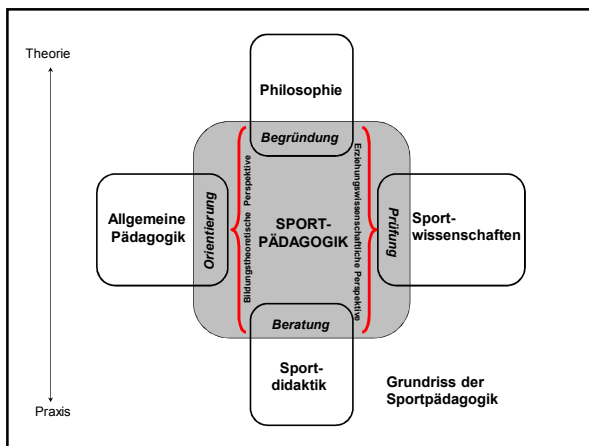 Theorie
Philosophie
Begründung
Allgemeine
Pädagogik
Orientierung
Bildungstheoretische Perspektive
SPORT-
PÄDAGOGIK
Erziehungswissenschaftliche Perspektive
Prüfung
Sport-
wissenschaften
Beratung
Sport-
didaktik
Grundriss der
Sportpädagogik
Praxis